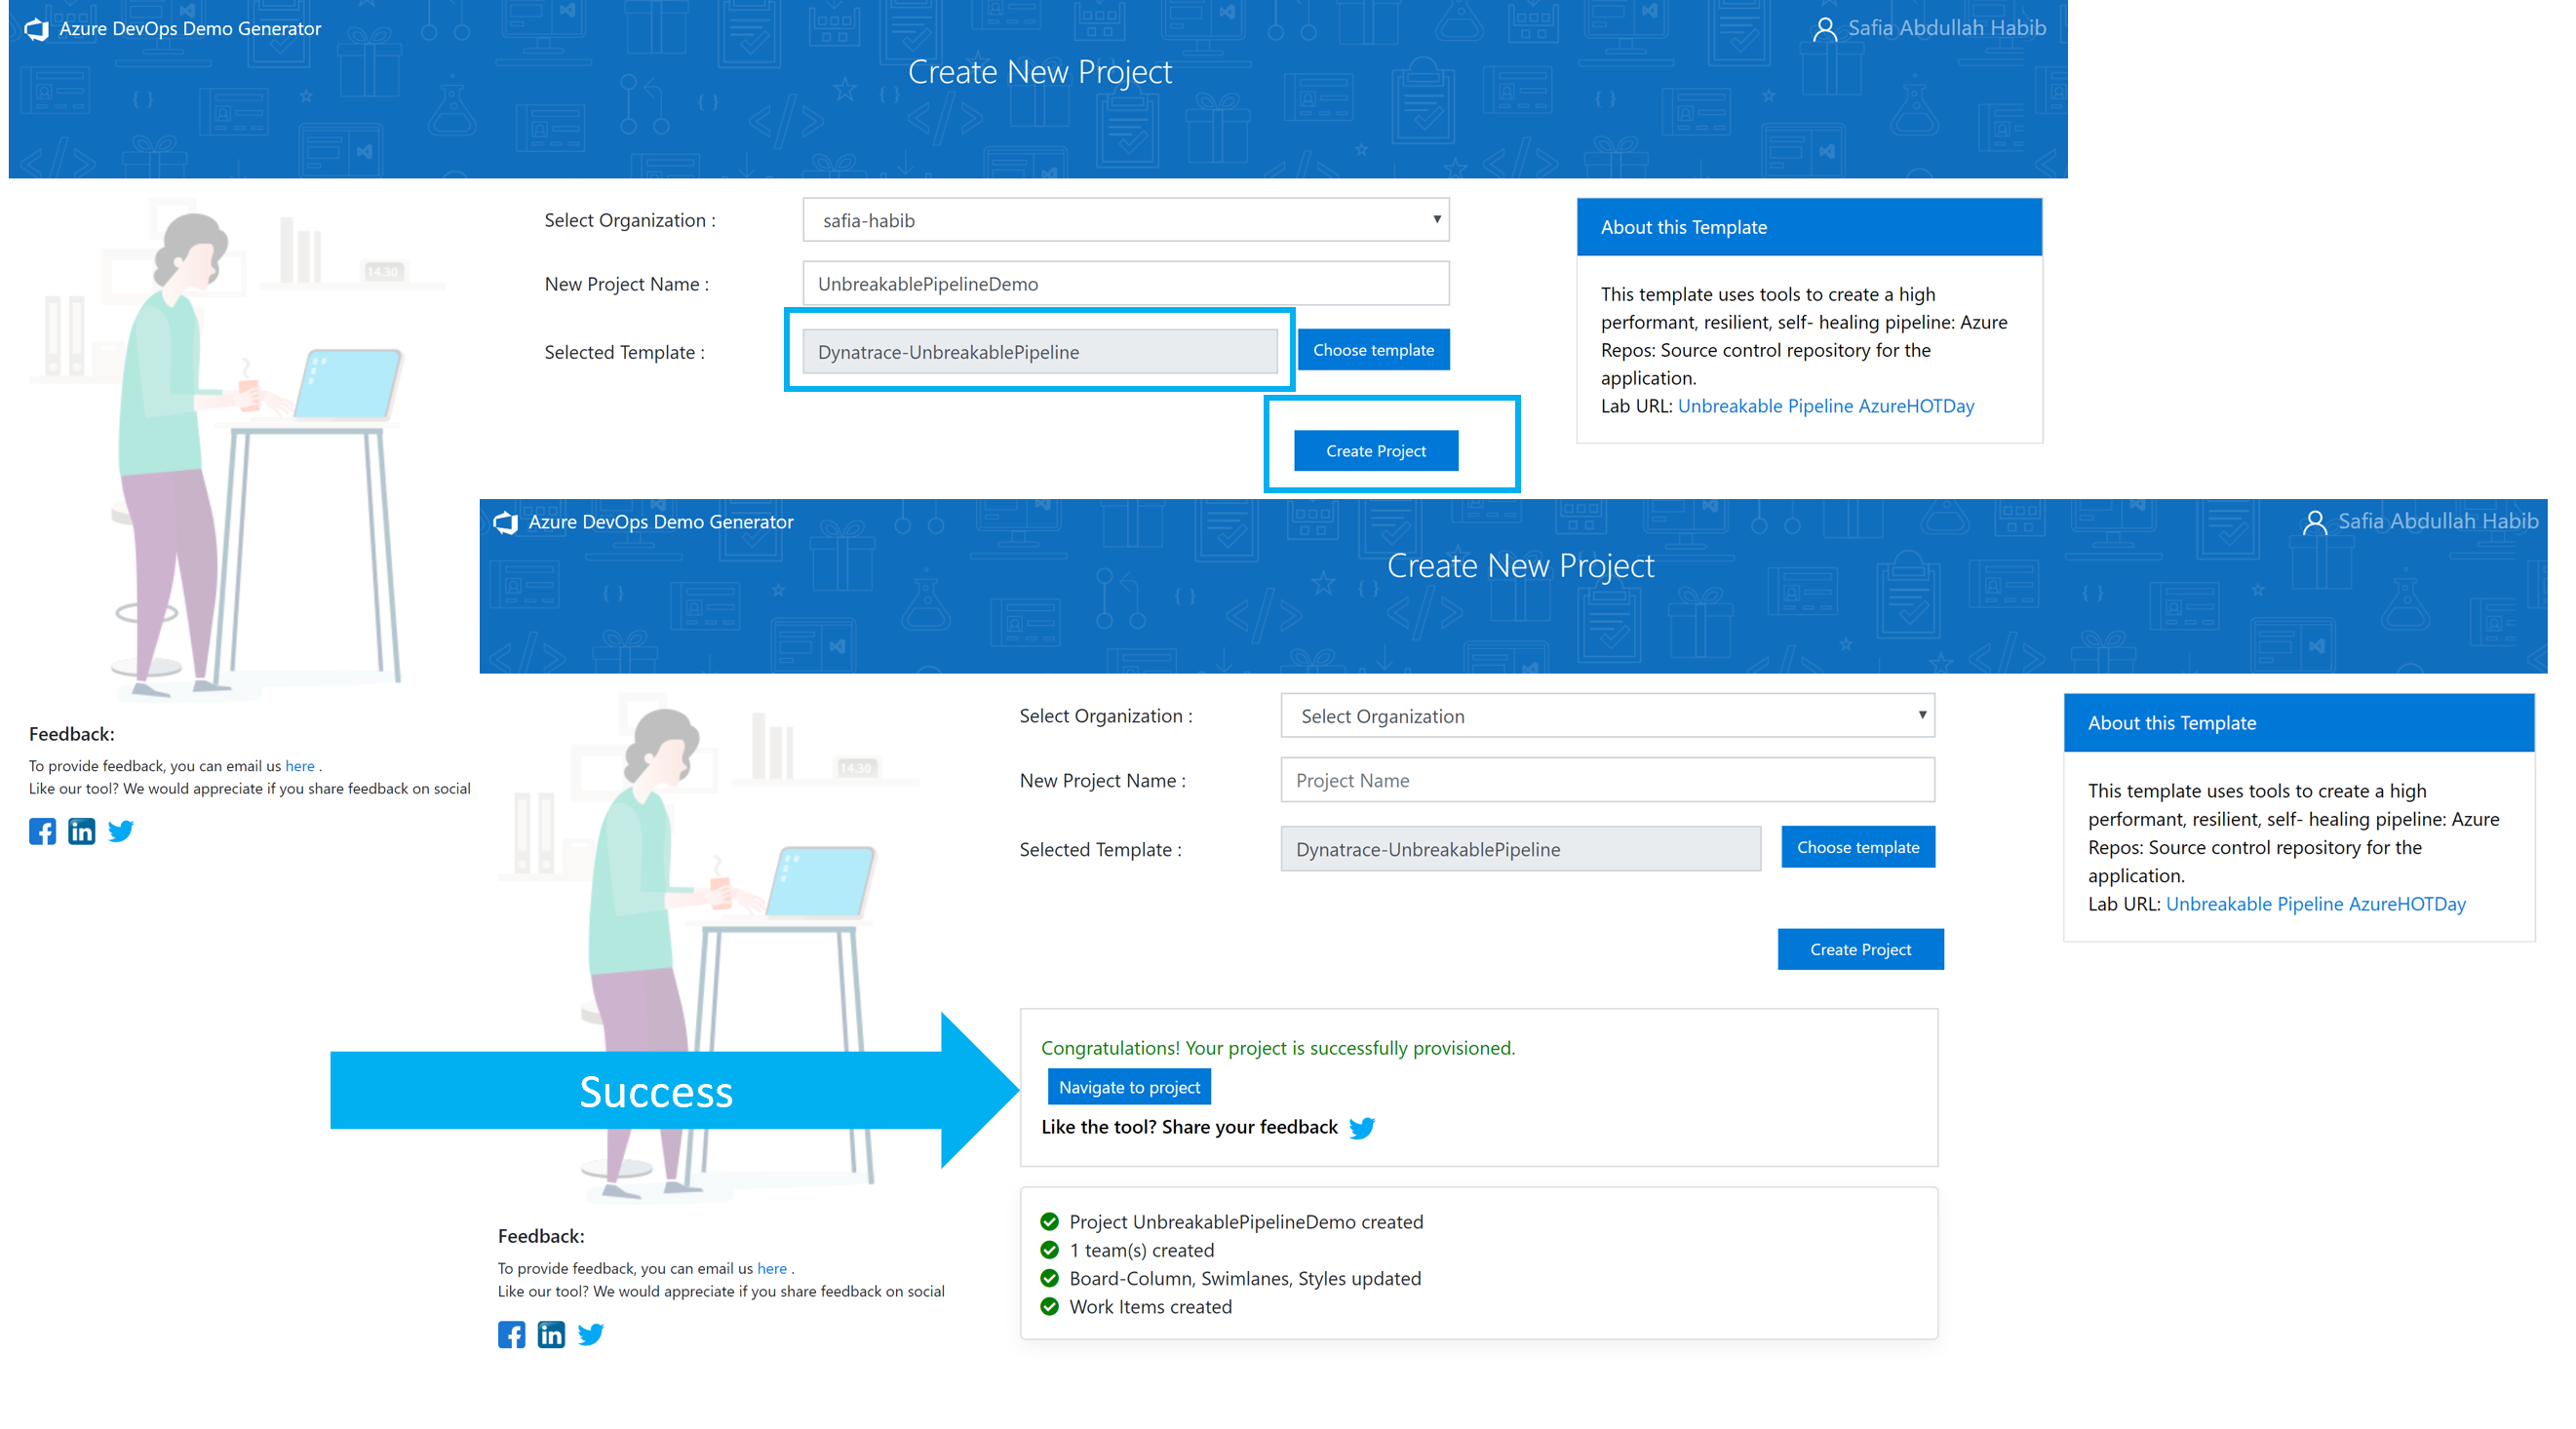 Azure DevOps Demo Generator
Safia Abdullah Habib
Create New Project
Select Organization :
safia-habib
New Project Name :
UnbreakablePipelineDemo
Selected Template :
Dynatrace-UnbreakablePipeline
Choose template
Create Project
About this Template
This template uses tools to create a high
performant, resilient, self- healing pipeline: Azure
Repos: Source control repository for the
application.
Lab URL: Unbreakable Pipeline AzureHOTDay
14.30
Feedback:
To provide feedback, you can email us here .
Like our tool? We would appreciate if you share feedback on social
Azure DevOps Demo Generator
Safia Abdullah Habib
Create New Project
Select Organization :
Select Organization
New Project Name :
Project Name
Selected Template :
Dynatrace-UnbreakablePipeline
Choose template
Create Project
About this Template
This template uses tools to create a high
performant, resilient, self- healing pipeline: Azure
Repos: Source control repository for the
application.
Lab URL: Unbreakable Pipeline AzureHOTDay
14.30
Success
Congratulations! Your project is successfully provisioned.
Navigate to project
Like the tool? Share your feedback
Project UnbreakablePipelineDemo created
1 team(s) created
Board-Column, Swimlanes, Styles updated
Work Items created
Feedback:
To provide feedback, you can email us here .
Like our tool? We would appreciate if you share feedback on social